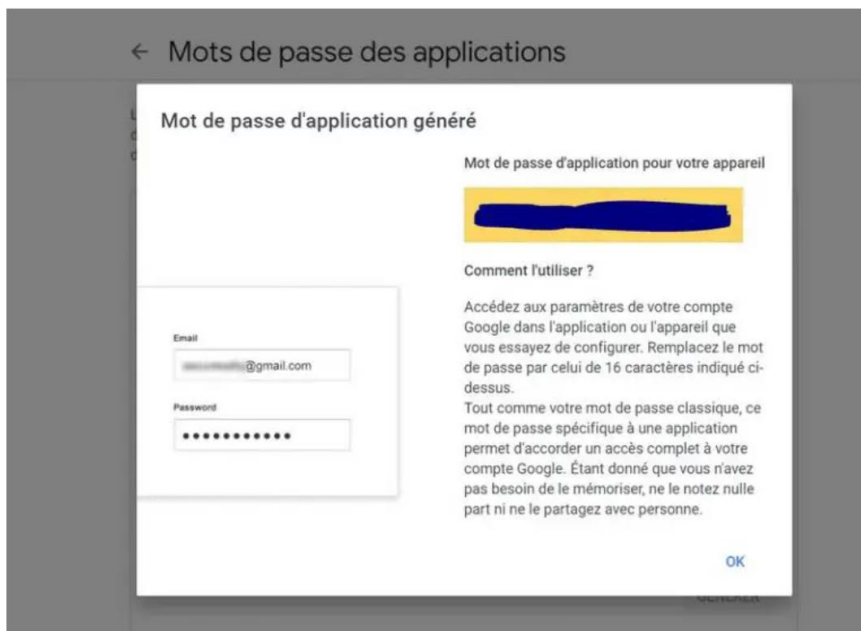 ← Mots de passe des applications
Mot de passe d'application généré
Mot de passe d'application pour votre appareil
Comment l'utiliser ?
Accédez aux paramètres de votre compte
Google dans l'application ou l'appareil que
vous essayez de configurer. Remplacez le mot
de passe par celui de 16 caractères indiqué ci-
dessus.
Tout comme votre mot de passe classique, ce
mot de passe spécifique à une application
permet d'accorder un accès complet à votre
compte Google. Étant donné que vous n'avez
pas besoin de le mémoriser, ne le notez nulle
part ni ne le partagez avec personne.
Email
@gmail.com
Password
OK
GÉNÉRER